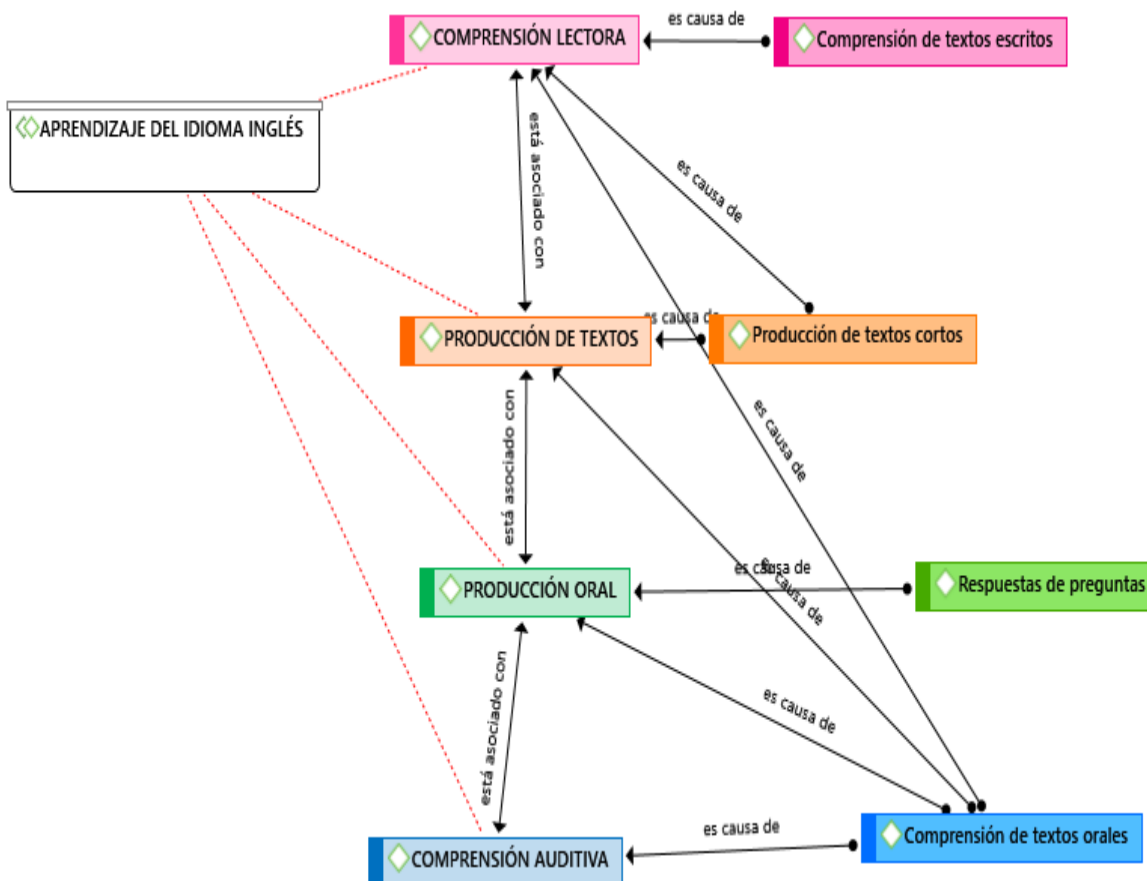 COMPRENSIÓN LECTORA
es causa de
Comprensión de textos escritos
APRENDIZAJE DEL IDIOMA INGLÉS
está asociado con
es causa de
PRODUCCIÓN DE TEXTOS
es causa de
Producción de textos cortos
está asociado con
es causa de
PRODUCCIÓN ORAL
es causa de
es causa de
Respuestas de preguntas
está asociado con
es causa de
COMPRENSIÓN AUDITIVA
es causa de
Comprensión de textos orales